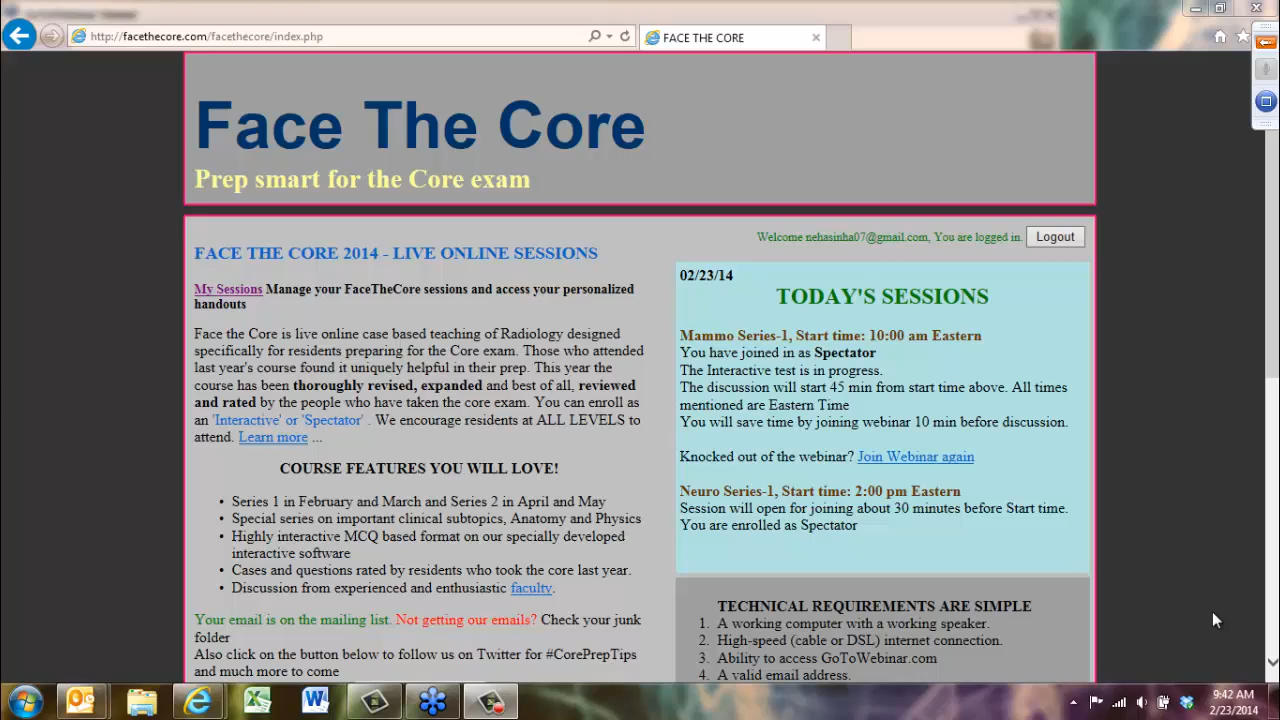 http://facethecore.com/facethecore/index.php
FACE THE CORE
Face The Core
Prep smart for the Core exam
Welcome nehasinha07@gmail.com, You are logged in. Logout
FACE THE CORE 2014 - LIVE ONLINE SESSIONS
My Sessions Manage your FaceTheCore sessions and access your personalized
handouts
Face the Core is live online case based teaching of Radiology designed
specifically for residents preparing for the Core exam. Those who attended
last year's course found it uniquely helpful in their prep. This year the
course has been thoroughly revised, expanded and best of all, reviewed
and rated by the people who have taken the core exam. You can enroll as
an 'Interactive' or 'Spectator' . We encourage residents at ALL LEVELS to
attend. Learn more ...
COURSE FEATURES YOU WILL LOVE!
• Series 1 in February and March and Series 2 in April and May
• Special series on important clinical subtopics, Anatomy and Physics
• Highly interactive MCQ based format on our specially developed
interactive software
• Cases and questions rated by residents who took the core last year.
• Discussion from experienced and enthusiastic faculty.
Your email is on the mailing list. Not getting our emails? Check your junk
folder
Also click on the button below to follow us on Twitter for #CorePrepTips
and much more to come
02/23/14
TODAY'S SESSIONS
Mammo Series-1, Start time: 10:00 am Eastern
You have joined in as Spectator
The Interactive test is in progress.
The discussion will start 45 min from start time above. All times
mentioned are Eastern Time
You will save time by joining webinar 10 min before discussion.
Knocked out of the webinar? Join Webinar again
Neuro Series-1, Start time: 2:00 pm Eastern
Session will open for joining about 30 minutes before Start time.
You are enrolled as Spectator
TECHNICAL REQUIREMENTS ARE SIMPLE
1. A working computer with a working speaker.
2. High-speed (cable or DSL) internet connection.
3. Ability to access GoToWebinar.com
4. A valid email address.
9:42 AM
2/23/2014